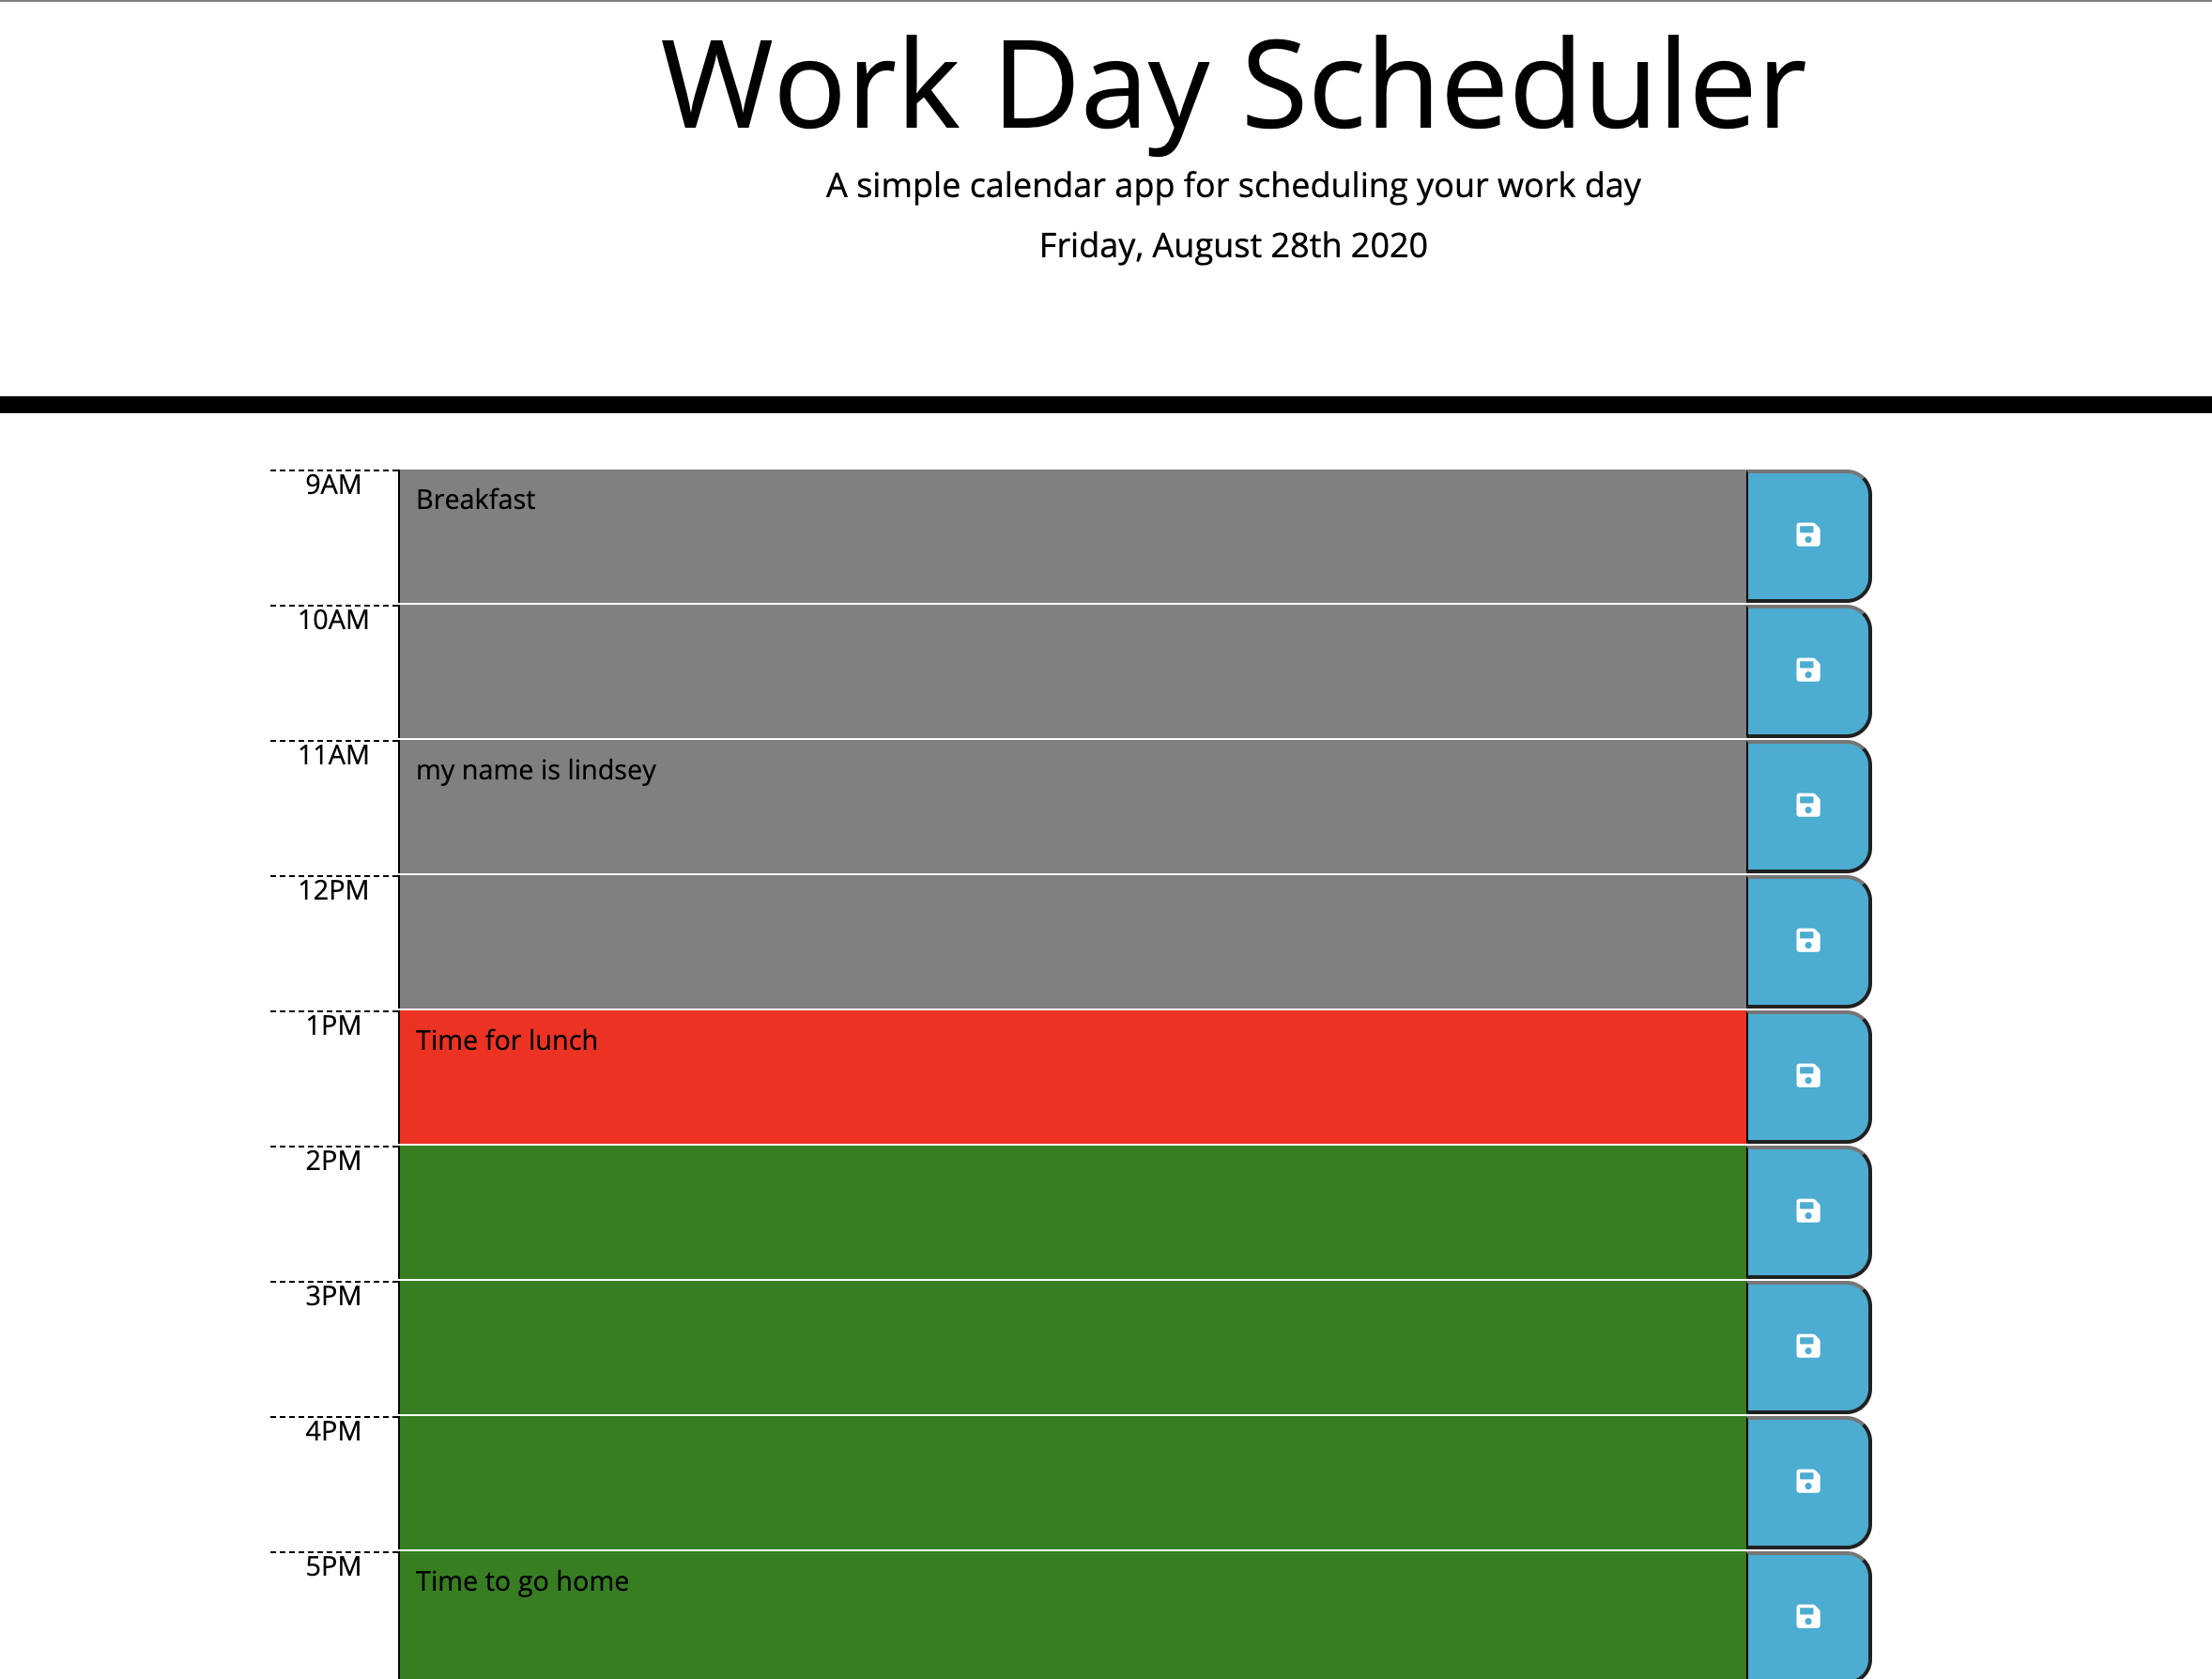 Work Day Scheduler
A simple calendar app for scheduling your work day
Friday, August 28th 2020
9AM
Breakfast
10AM
11AM
my name is lindsey
12PM
1PM
Time for lunch
2PM
3PM
4PM
5PM
Time to go home